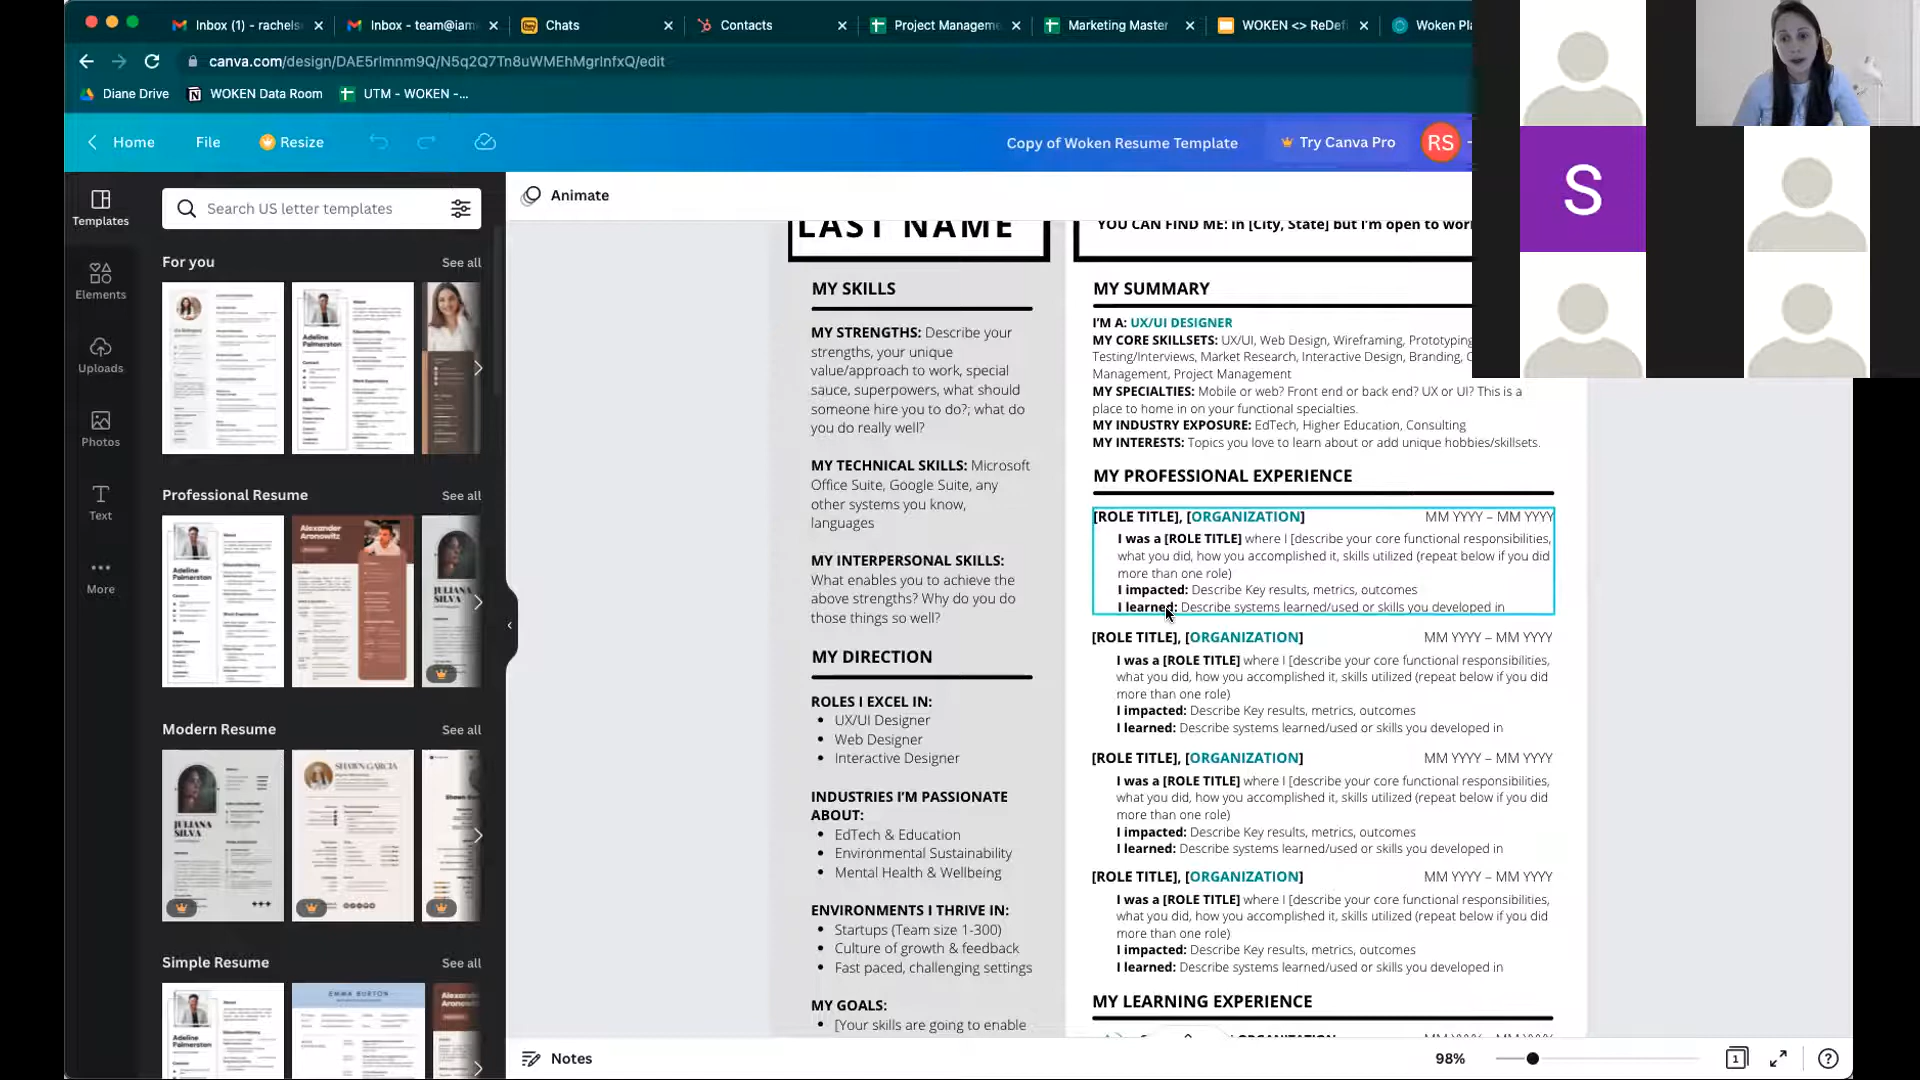 Inbox (1) - rachels
Inbox - team@iam
Chats
Contacts
Project Managem
Marketing Master
WOKEN <> ReDef
Woken Pla
canva.com/design/DAE5rlmnm9Q/N5q2Q7Tn8uWMEhMgrlnfxQ/edit
Diane Drive
WOKEN Data Room
UTM - WOKEN -...
Home
File
Resize
Copy of Woken Resume Template
Try Canva Pro
RS
S
Templates
Elements
Uploads
Photos
Text
More
Search US letter templates
For you
See all
Adeline
Palmerston
Professional Resume
See all
Adeline
Palmerston
Alexander
Aronowitz
JULIANA
SILVA
Modern Resume
See all
JULIANA
SILVA
SHAWN GARCIA
Simple Resume
See all
Adeline
Palmerston
EMMA BURTON
Animate
LAST NAME
YOU CAN FIND ME: in [City, State] but I'm open to wor
MY SKILLS
MY STRENGTHS: Describe your
strengths, your unique
value/approach to work, special
sauce, superpowers, what should
someone hire you to do?; what do
you do really well?
MY TECHNICAL SKILLS: Microsoft
Office Suite, Google Suite, any
other systems you know,
languages
MY INTERPERSONAL SKILLS:
What enables you to achieve the
above strengths? Why do you do
those things so well?
MY DIRECTION
ROLES I EXCEL IN:
• UX/UI Designer
• Web Designer
• Interactive Designer
INDUSTRIES I'M PASSIONATE
ABOUT:
• EdTech & Education
• Environmental Sustainability
• Mental Health & Wellbeing
ENVIRONMENTS I THRIVE IN:
• Startups (Team size 1-300)
• Culture of growth & feedback
• Fast paced, challenging settings
MY GOALS:
• [Your skills are going to enable
MY SUMMARY
I'M A: UX/UI DESIGNER
MY CORE SKILLSETS: UX/UI, Web Design, Wireframing, Prototyping
Testing/Interviews, Market Research, Interactive Design, Branding, C
Management, Project Management
MY SPECIALTIES: Mobile or web? Front end or back end? UX or UI? This is a
place to home in on your functional specialties.
MY INDUSTRY EXPOSURE: EdTech, Higher Education, Consulting
MY INTERESTS: Topics you love to learn about or add unique hobbies/skillsets.
MY PROFESSIONAL EXPERIENCE
[ROLE TITLE], [ORGANIZATION] MM YYYY – MM YYYY
I was a [ROLE TITLE] where I [describe your core functional responsibilities,
what you did, how you accomplished it, skills utilized (repeat below if you did
more than one role)
I impacted: Describe Key results, metrics, outcomes
I learned: Describe systems learned/used or skills you developed in
[ROLE TITLE], [ORGANIZATION] MM YYYY – MM YYYY
I was a [ROLE TITLE] where I [describe your core functional responsibilities,
what you did, how you accomplished it, skills utilized (repeat below if you did
more than one role)
I impacted: Describe Key results, metrics, outcomes
I learned: Describe systems learned/used or skills you developed in
[ROLE TITLE], [ORGANIZATION] MM YYYY – MM YYYY
I was a [ROLE TITLE] where I [describe your core functional responsibilities,
what you did, how you accomplished it, skills utilized (repeat below if you did
more than one role)
I impacted: Describe Key results, metrics, outcomes
I learned: Describe systems learned/used or skills you developed in
[ROLE TITLE], [ORGANIZATION] MM YYYY – MM YYYY
I was a [ROLE TITLE] where I [describe your core functional responsibilities,
what you did, how you accomplished it, skills utilized (repeat below if you did
more than one role)
I impacted: Describe Key results, metrics, outcomes
I learned: Describe systems learned/used or skills you developed in
MY LEARNING EXPERIENCE
Notes
98%
1